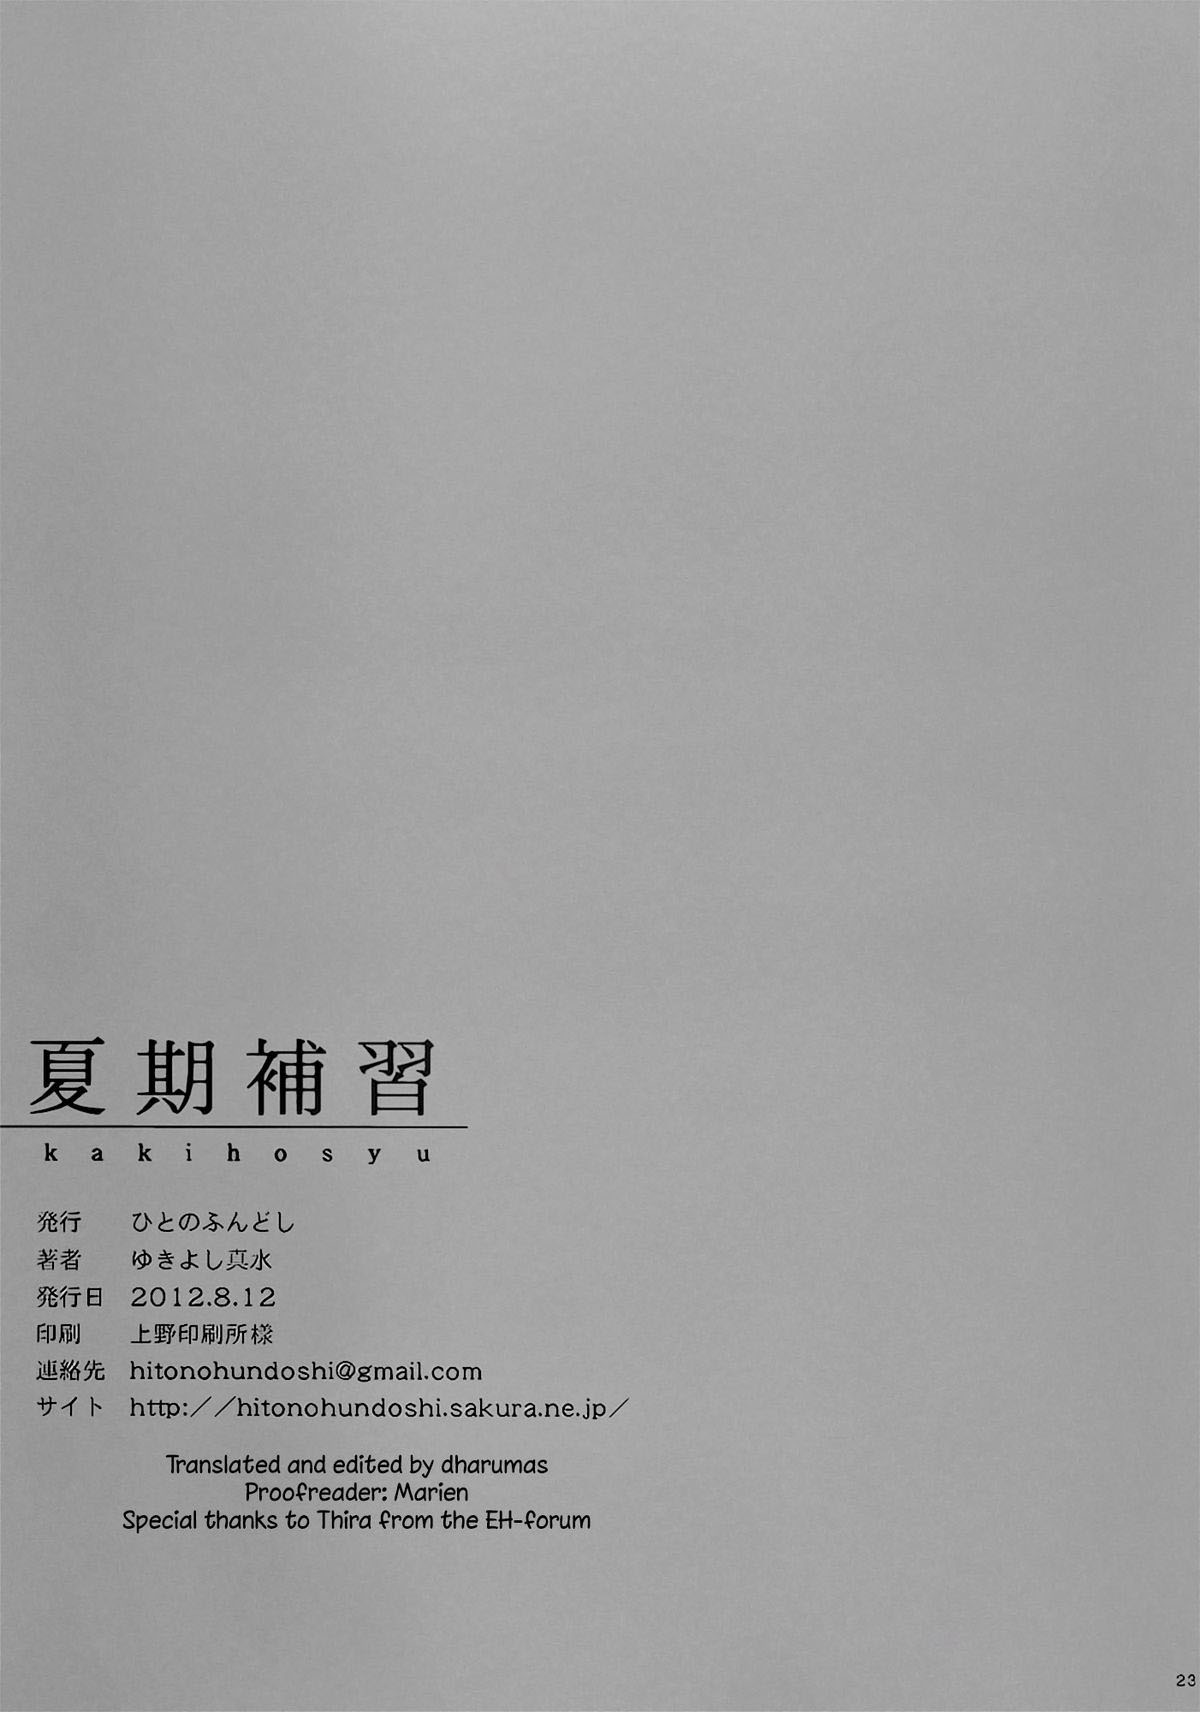 夏期補習
kakihosyu
発行 ひとのふんどし
著者 ゆきよし真水
発行日 2012.8.12
印刷 上野印刷所様
連絡先 hitonohundoshi@gmail.com
サイト http://hitonohundoshi.sakura.ne.jp/
Translated and edited by dharumas
Proofreader: Marien
Special thanks to Thira from the EH-forum
23